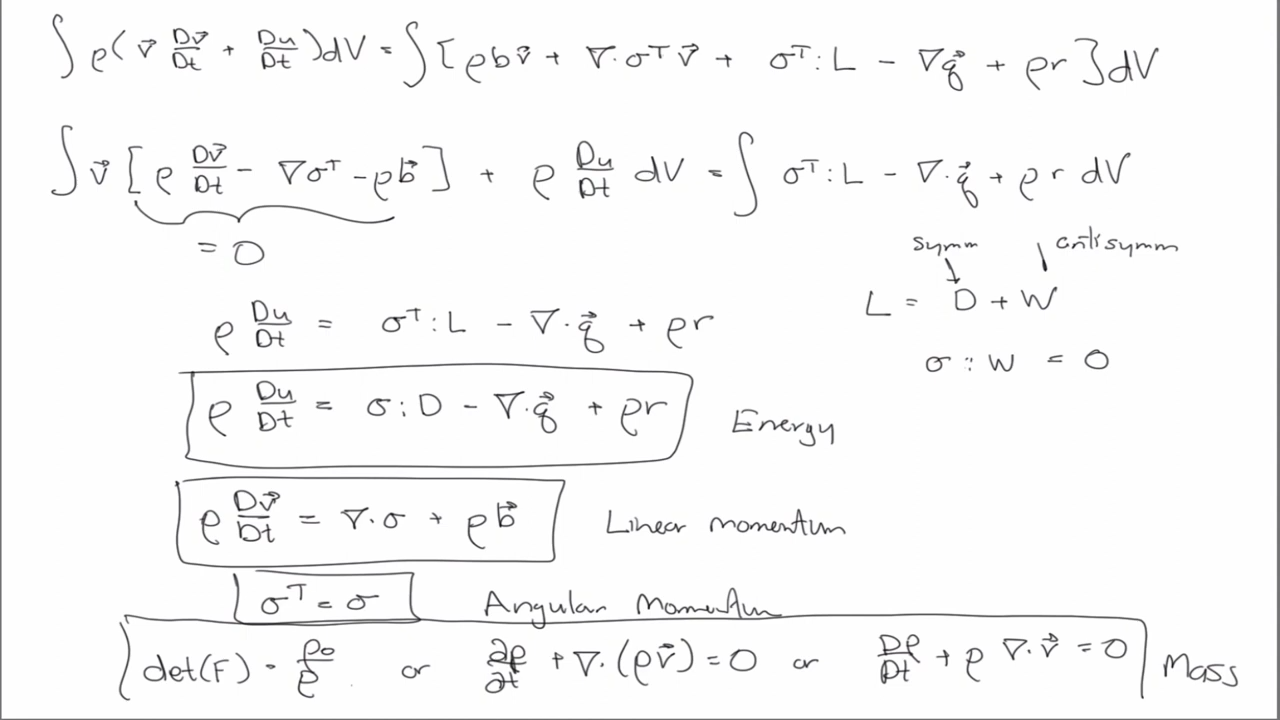 ∫ρ(v⃗ Dv⃗/Dt + Du/Dt)dV = ∫[ρbv⃗ + ∇·σᵀv⃗ + σᵀ:L − ∇q⃗ + ρr}dV
∫v⃗[ρ Dv⃗/Dt − ∇σᵀ − ρb⃗] + ρ Du/Dt dV = ∫ σᵀ:L − ∇·q⃗ + ρr dV
= 0
symm antisymm
L = D + W
ρ Du/Dt = σᵀ:L − ∇·q⃗ + ρr
σ:W = 0
ρ Du/Dt = σ:D − ∇·q⃗ + ρr Energy
ρ Dv⃗/Dt = ∇·σ + ρb⃗ Linear momentum
σᵀ = σ Angular Momentum
det(F) = ρ₀/ρ or ∂ρ/∂t + ∇·(ρv⃗) = 0 or Dρ/Dt + ρ ∇·v⃗ = 0 Mass